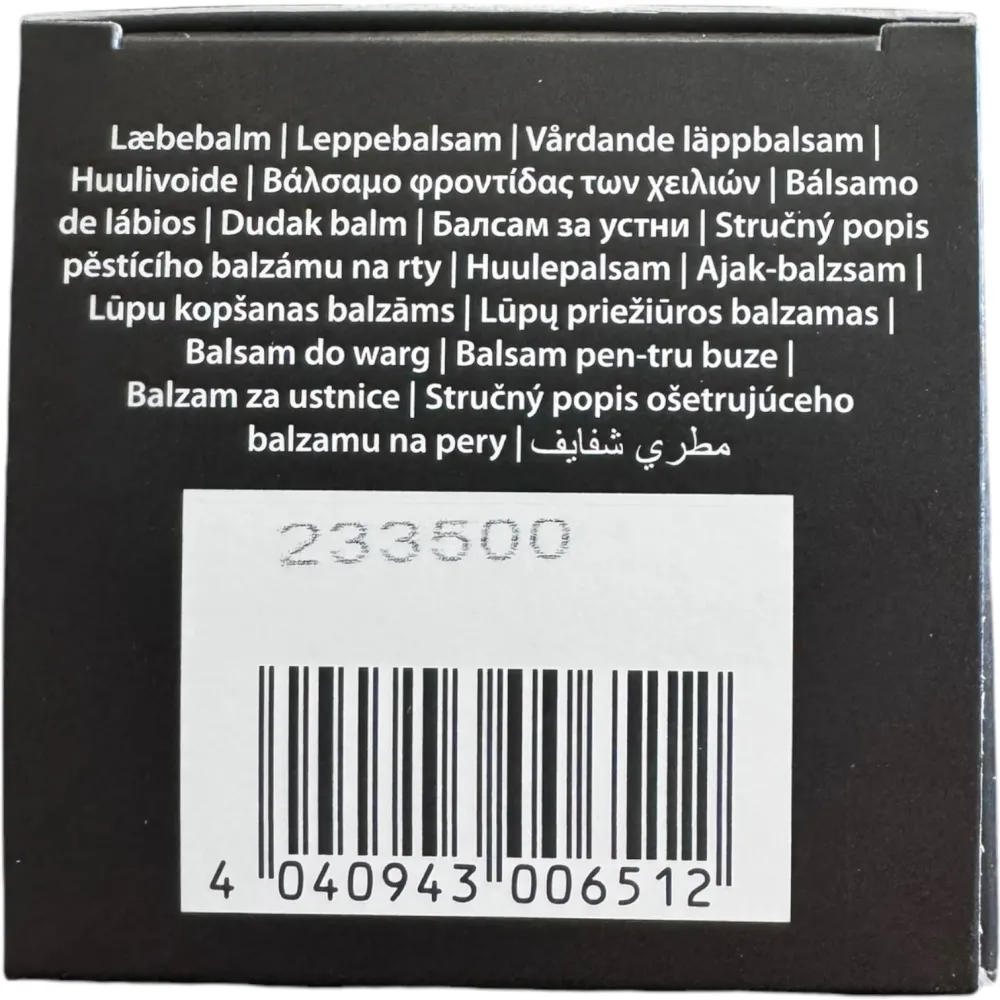 Læbebalm | Leppebalsam | Vårdande läppbalsam |
Huulivoide | Βάλσαμο φροντίδας των χειλιών | Bálsamo
de lábios | Dudak balm | Балсам за устни | Stručný popis
pěstícího balzámu na rty | Huulepalsam | Ajak-balzsam |
Lūpu kopšanas balzāms | Lūpų priežiūros balzamas |
Balsam do warg | Balsam pen-tru buze |
Balzam za ustnice | Stručný popis ošetrujúceho
balzamu na pery | مطري شفايف
233500
4 040943 006512